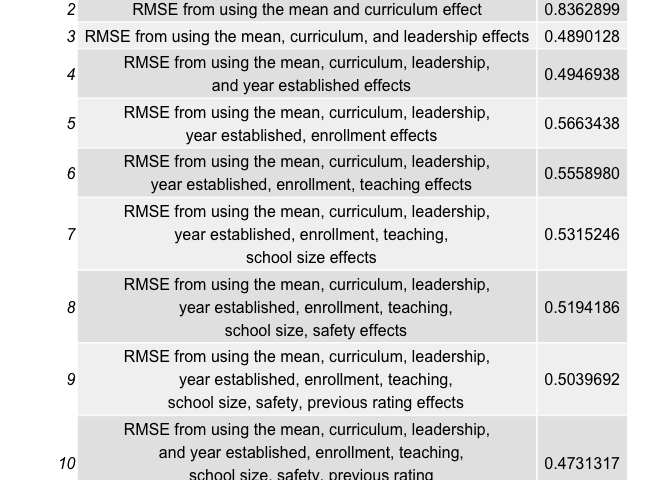 2 RMSE from using the mean and curriculum effect 0.8362899
3 RMSE from using the mean, curriculum, and leadership effects 0.4890128
RMSE from using the mean, curriculum, leadership,
4 0.4946938
and year established effects
RMSE from using the mean, curriculum, leadership,
5 0.5663438
year established, enrollment effects
RMSE from using the mean, curriculum, leadership,
6 0.5558980
year established, enrollment, teaching effects
RMSE from using the mean, curriculum, leadership,
7 year established, enrollment, teaching, 0.5315246
school size effects
RMSE from using the mean, curriculum, leadership,
8 year established, enrollment, teaching, 0.5194186
school size, safety effects
RMSE from using the mean, curriculum, leadership,
9 year established, enrollment, teaching, 0.5039692
school size, safety, previous rating effects
RMSE from using the mean, curriculum, leadership,
and year established, enrollment, teaching,
10 0.4731317
school size, safety, previous rating